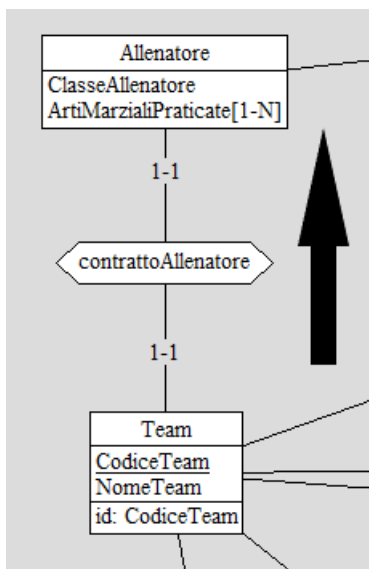 Allenatore
ClasseAllenatore
ArtiMarzialiPraticate[1-N]
1-1
contrattoAllenatore
1-1
Team
CodiceTeam
NomeTeam
id: CodiceTeam